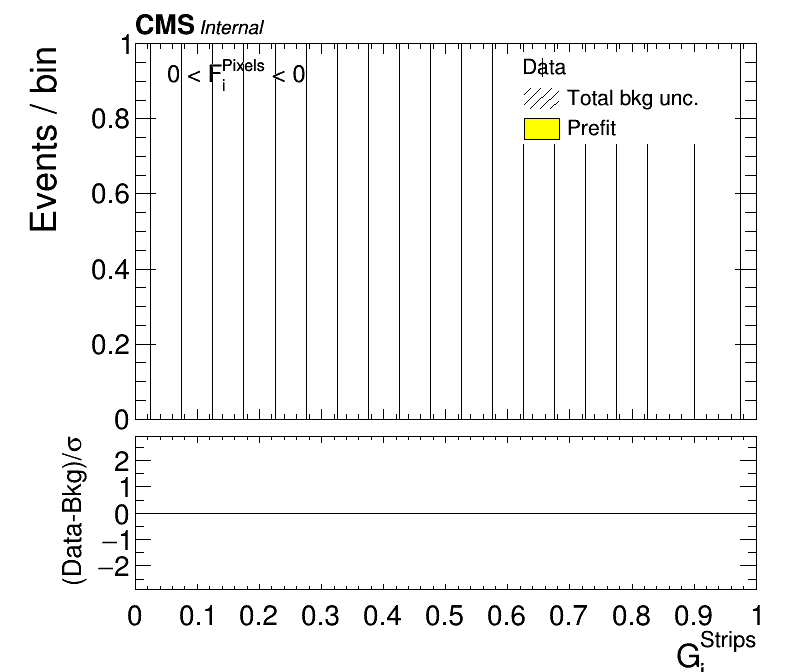 CMS Internal
Events / bin
0 < F_i^Pixels < 0
Data
Total bkg unc.
Prefit
1
0.8
0.6
0.4
0.2
0
(Data-Bkg)/σ
2
1
0
−1
−2
0 0.1 0.2 0.3 0.4 0.5 0.6 0.7 0.8 0.9 1
G_i^Strips